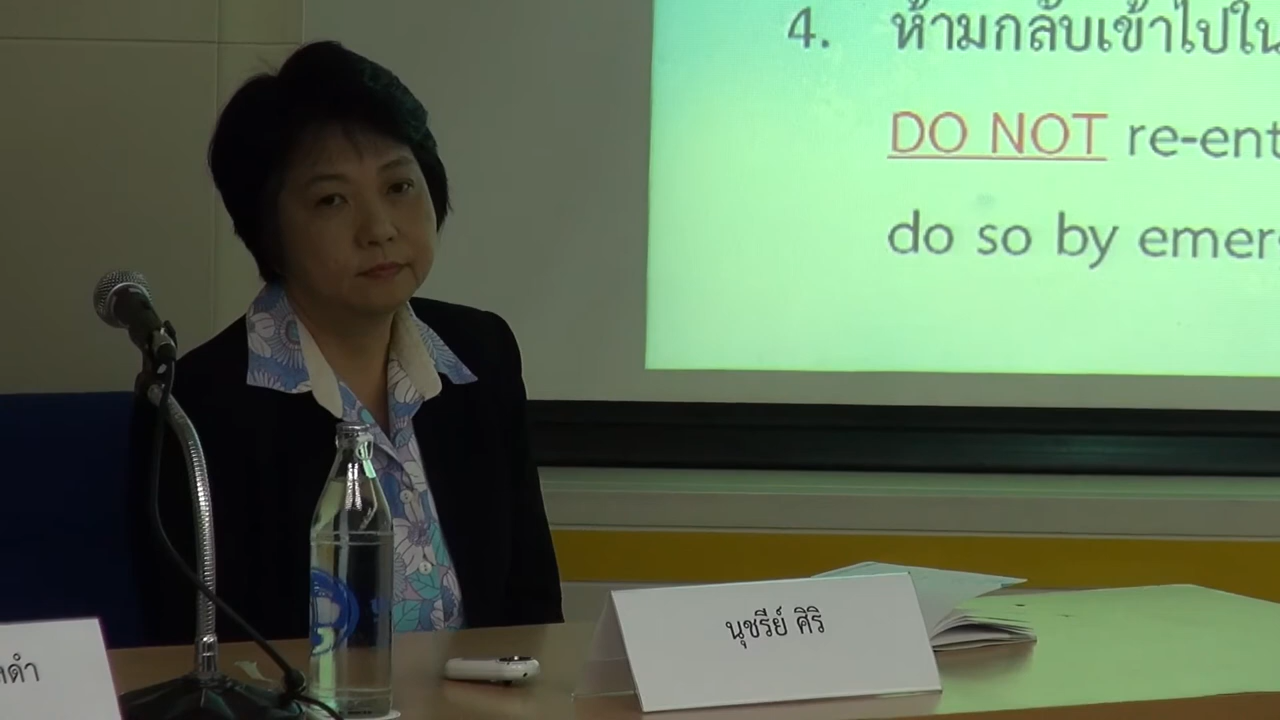 4. ห้ามกลับเข้าไปใน
DO NOT re-ent
do so by emer
นุชรีย์ ศิริ
งดำ